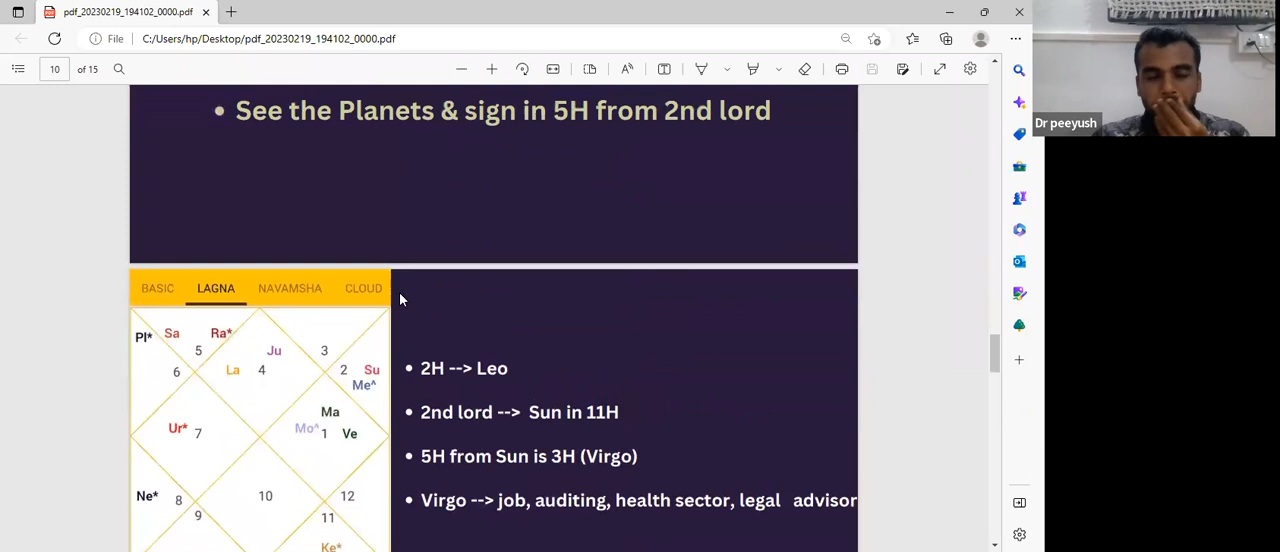 pdf_20230219_194102_0000.pdf
File
C:/Users/hp/Desktop/pdf_20230219_194102_0000.pdf
10 of 15
Dr peeyush
• See the Planets & sign in 5H from 2nd lord
BASIC LAGNA NAVAMSHA CLOUD
Pl* Sa Ra*
5 Ju 3
6 La 4 2 Su
Me^
Ma
Ur* 7 Mo^ 1 Ve
Ne* 8 10 12
9 11
Ke*
• 2H --> Leo
• 2nd lord --> Sun in 11H
• 5H from Sun is 3H (Virgo)
• Virgo --> job, auditing, health sector, legal advisor